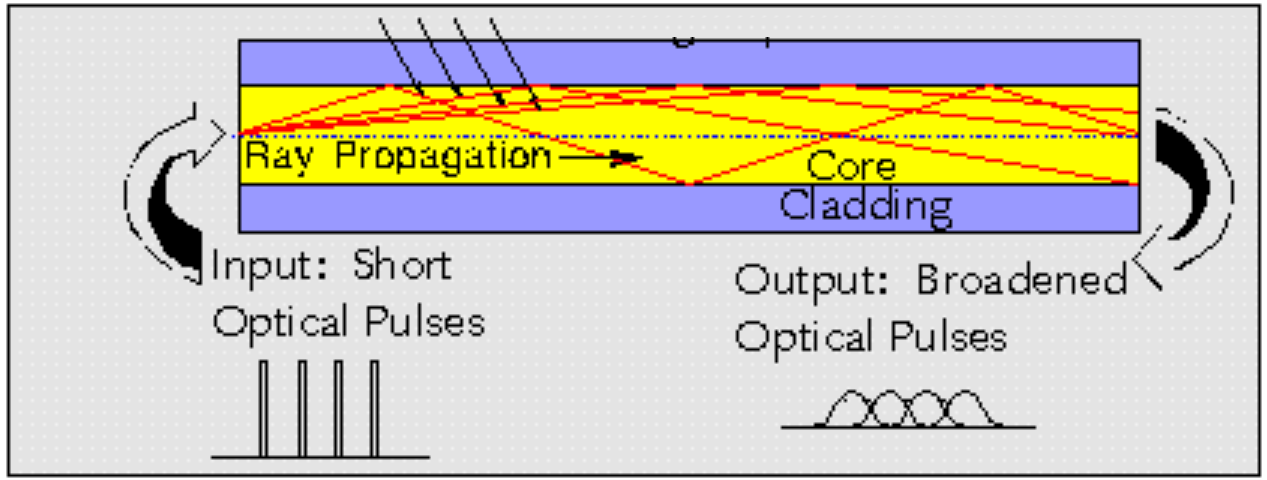 Ray Propagation
Core
Cladding
Input: Short
Optical Pulses
Output: Broadened
Optical Pulses